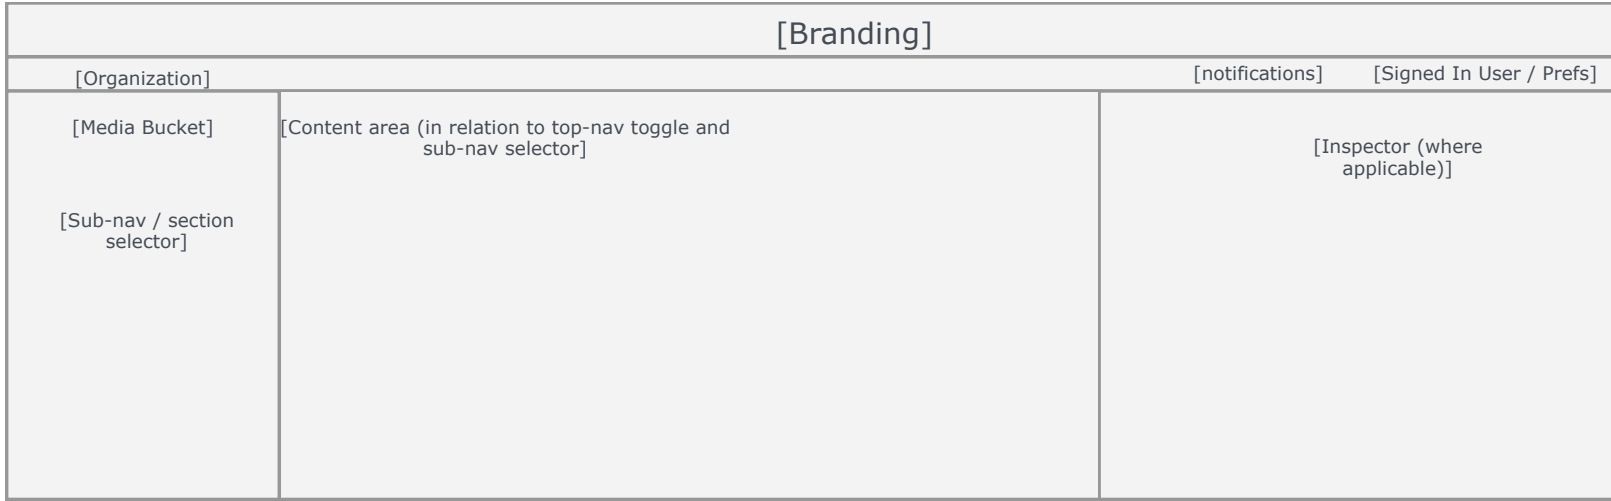 [Branding]
[Organization]
[notifications]
[Signed In User / Prefs]
[Media Bucket]
[Sub-nav / section
selector]
[Content area (in relation to top-nav toggle and
sub-nav selector]
[Inspector (where
applicable)]